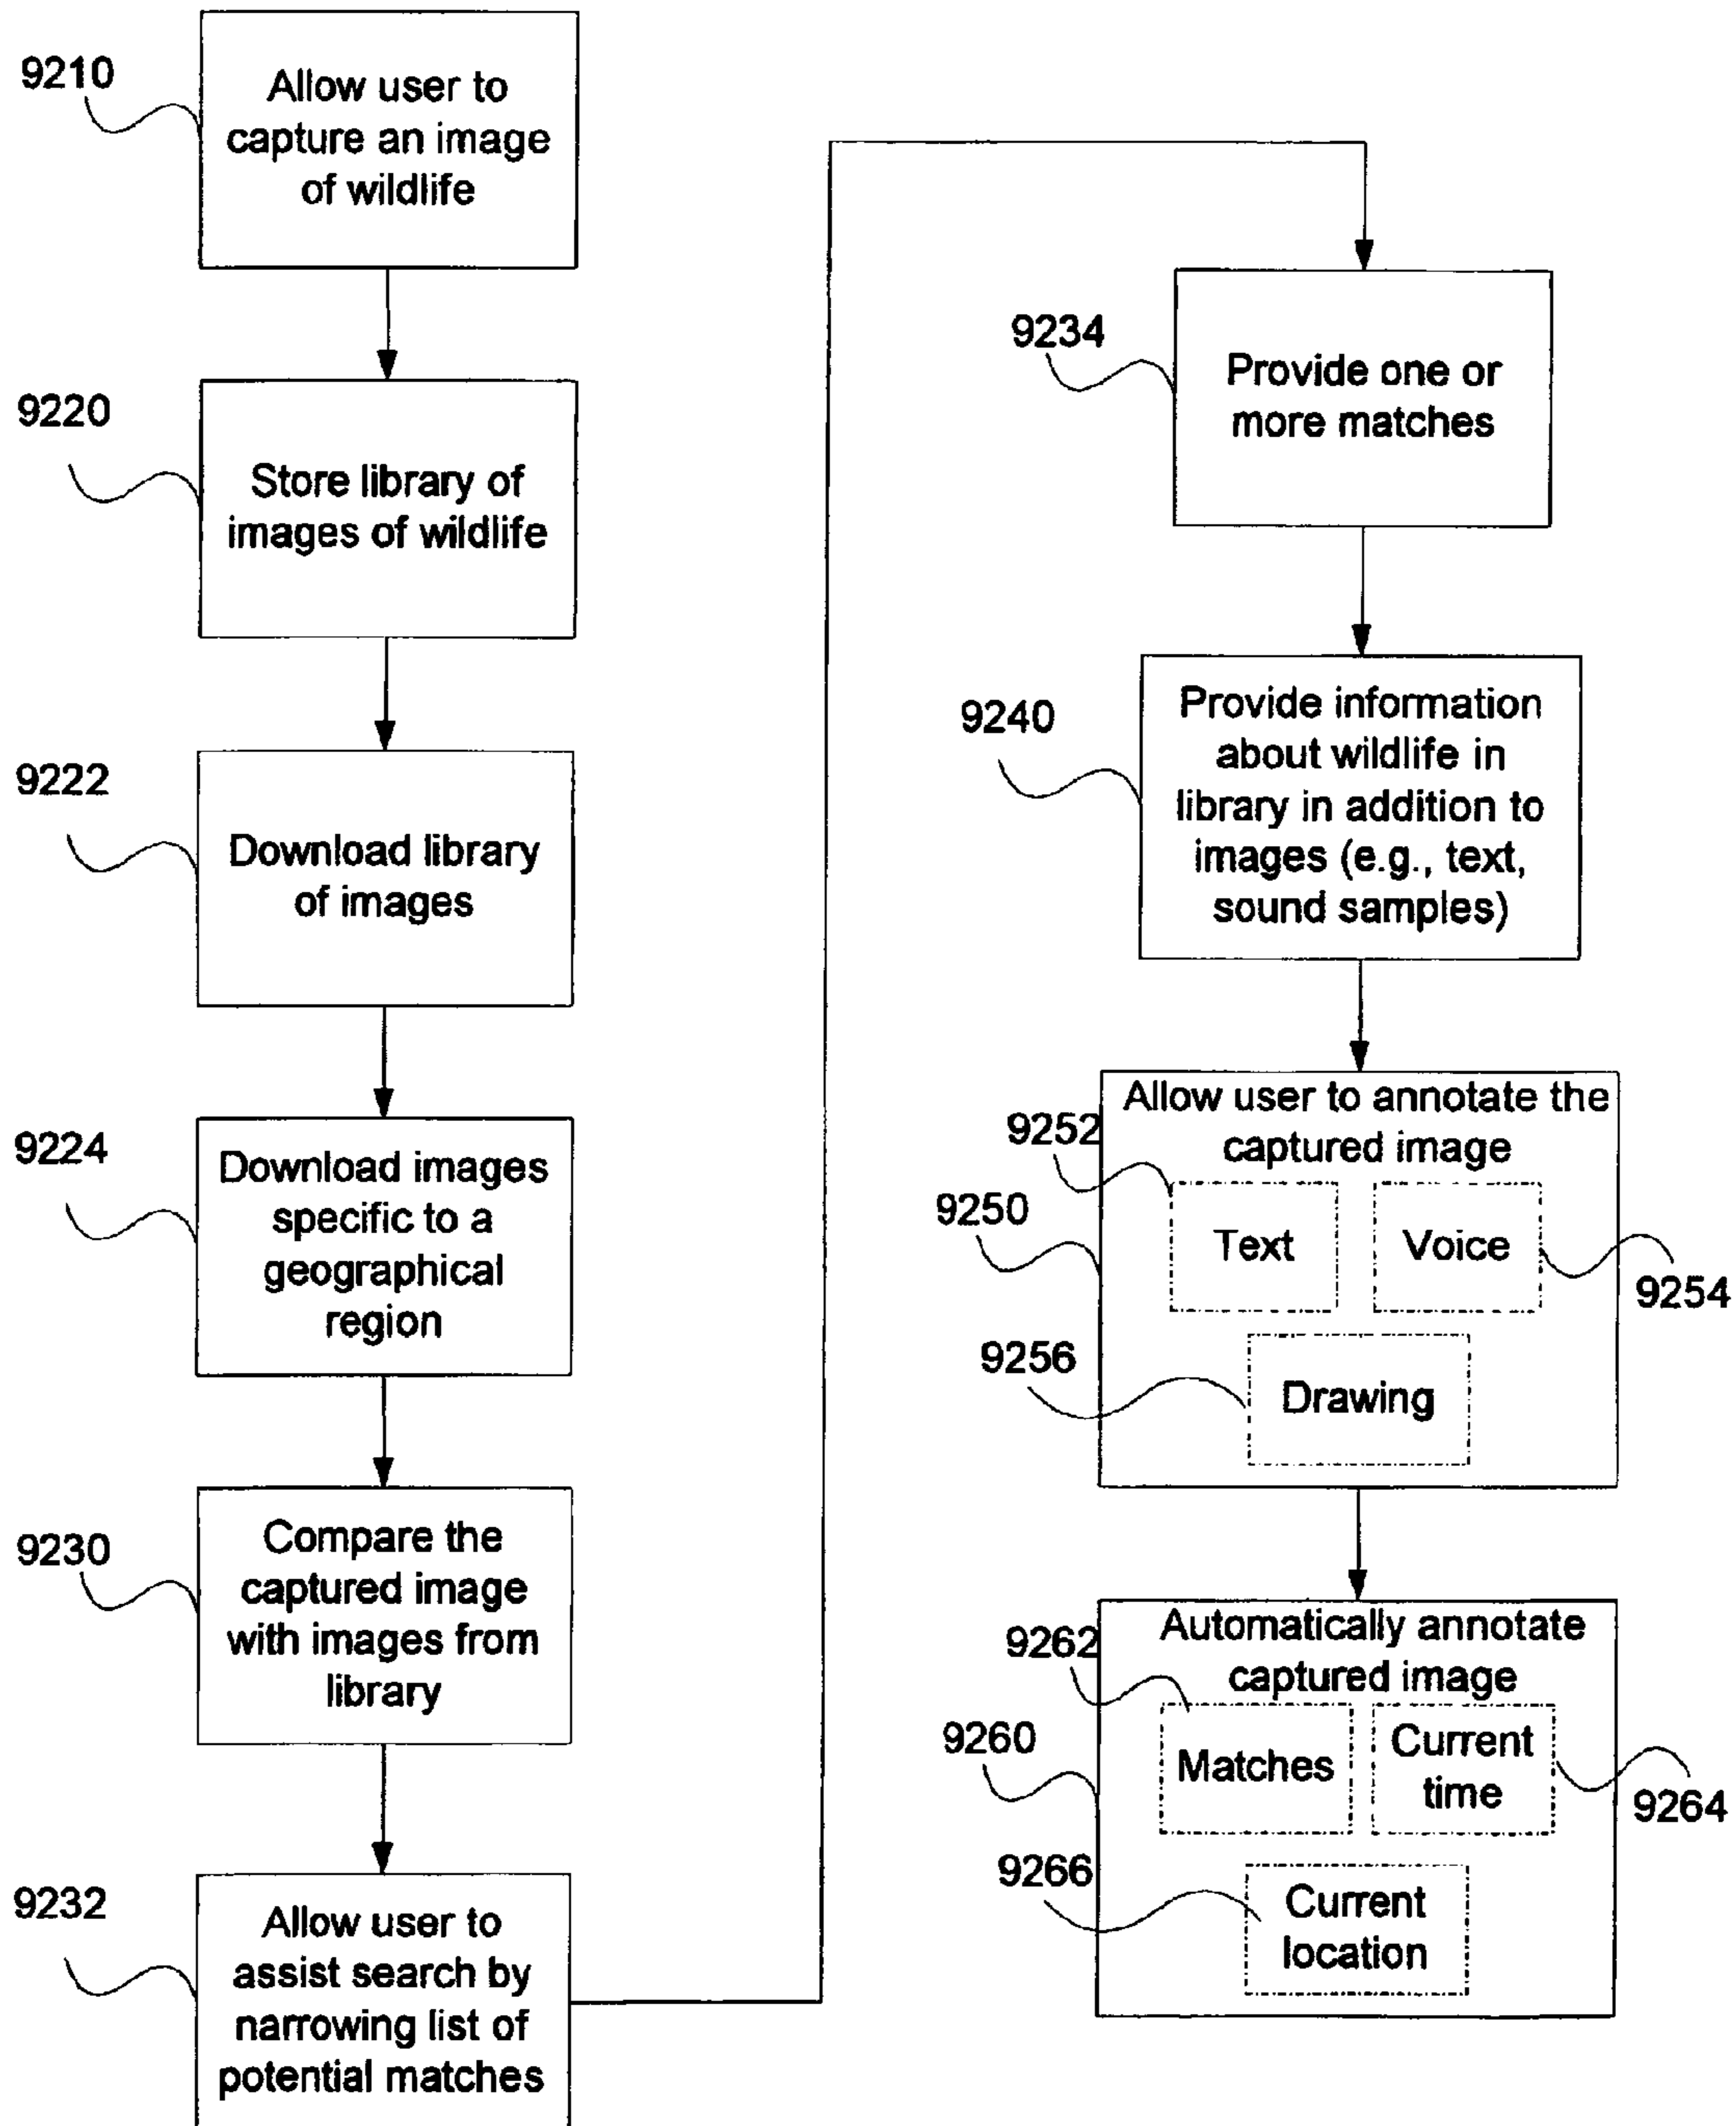 9210
Allow user to
capture an image
of wildlife
9220
Store library of
images of wildlife
9222
Download library
of images
9224
Download images
specific to a
geographical
region
9230
Compare the
captured image
with images from
library
9232
Allow user to
assist search by
narrowing list of
potential matches
9234
Provide one or
more matches
9240
Provide information
about wildlife in
library in addition to
images (e.g., text,
sound samples)
9250
Allow user to annotate the
captured image
9252
Text
Voice
9254
9256
Drawing
9260
Automatically annotate
captured image
9262
Matches
Current
time
9264
9266
Current
location